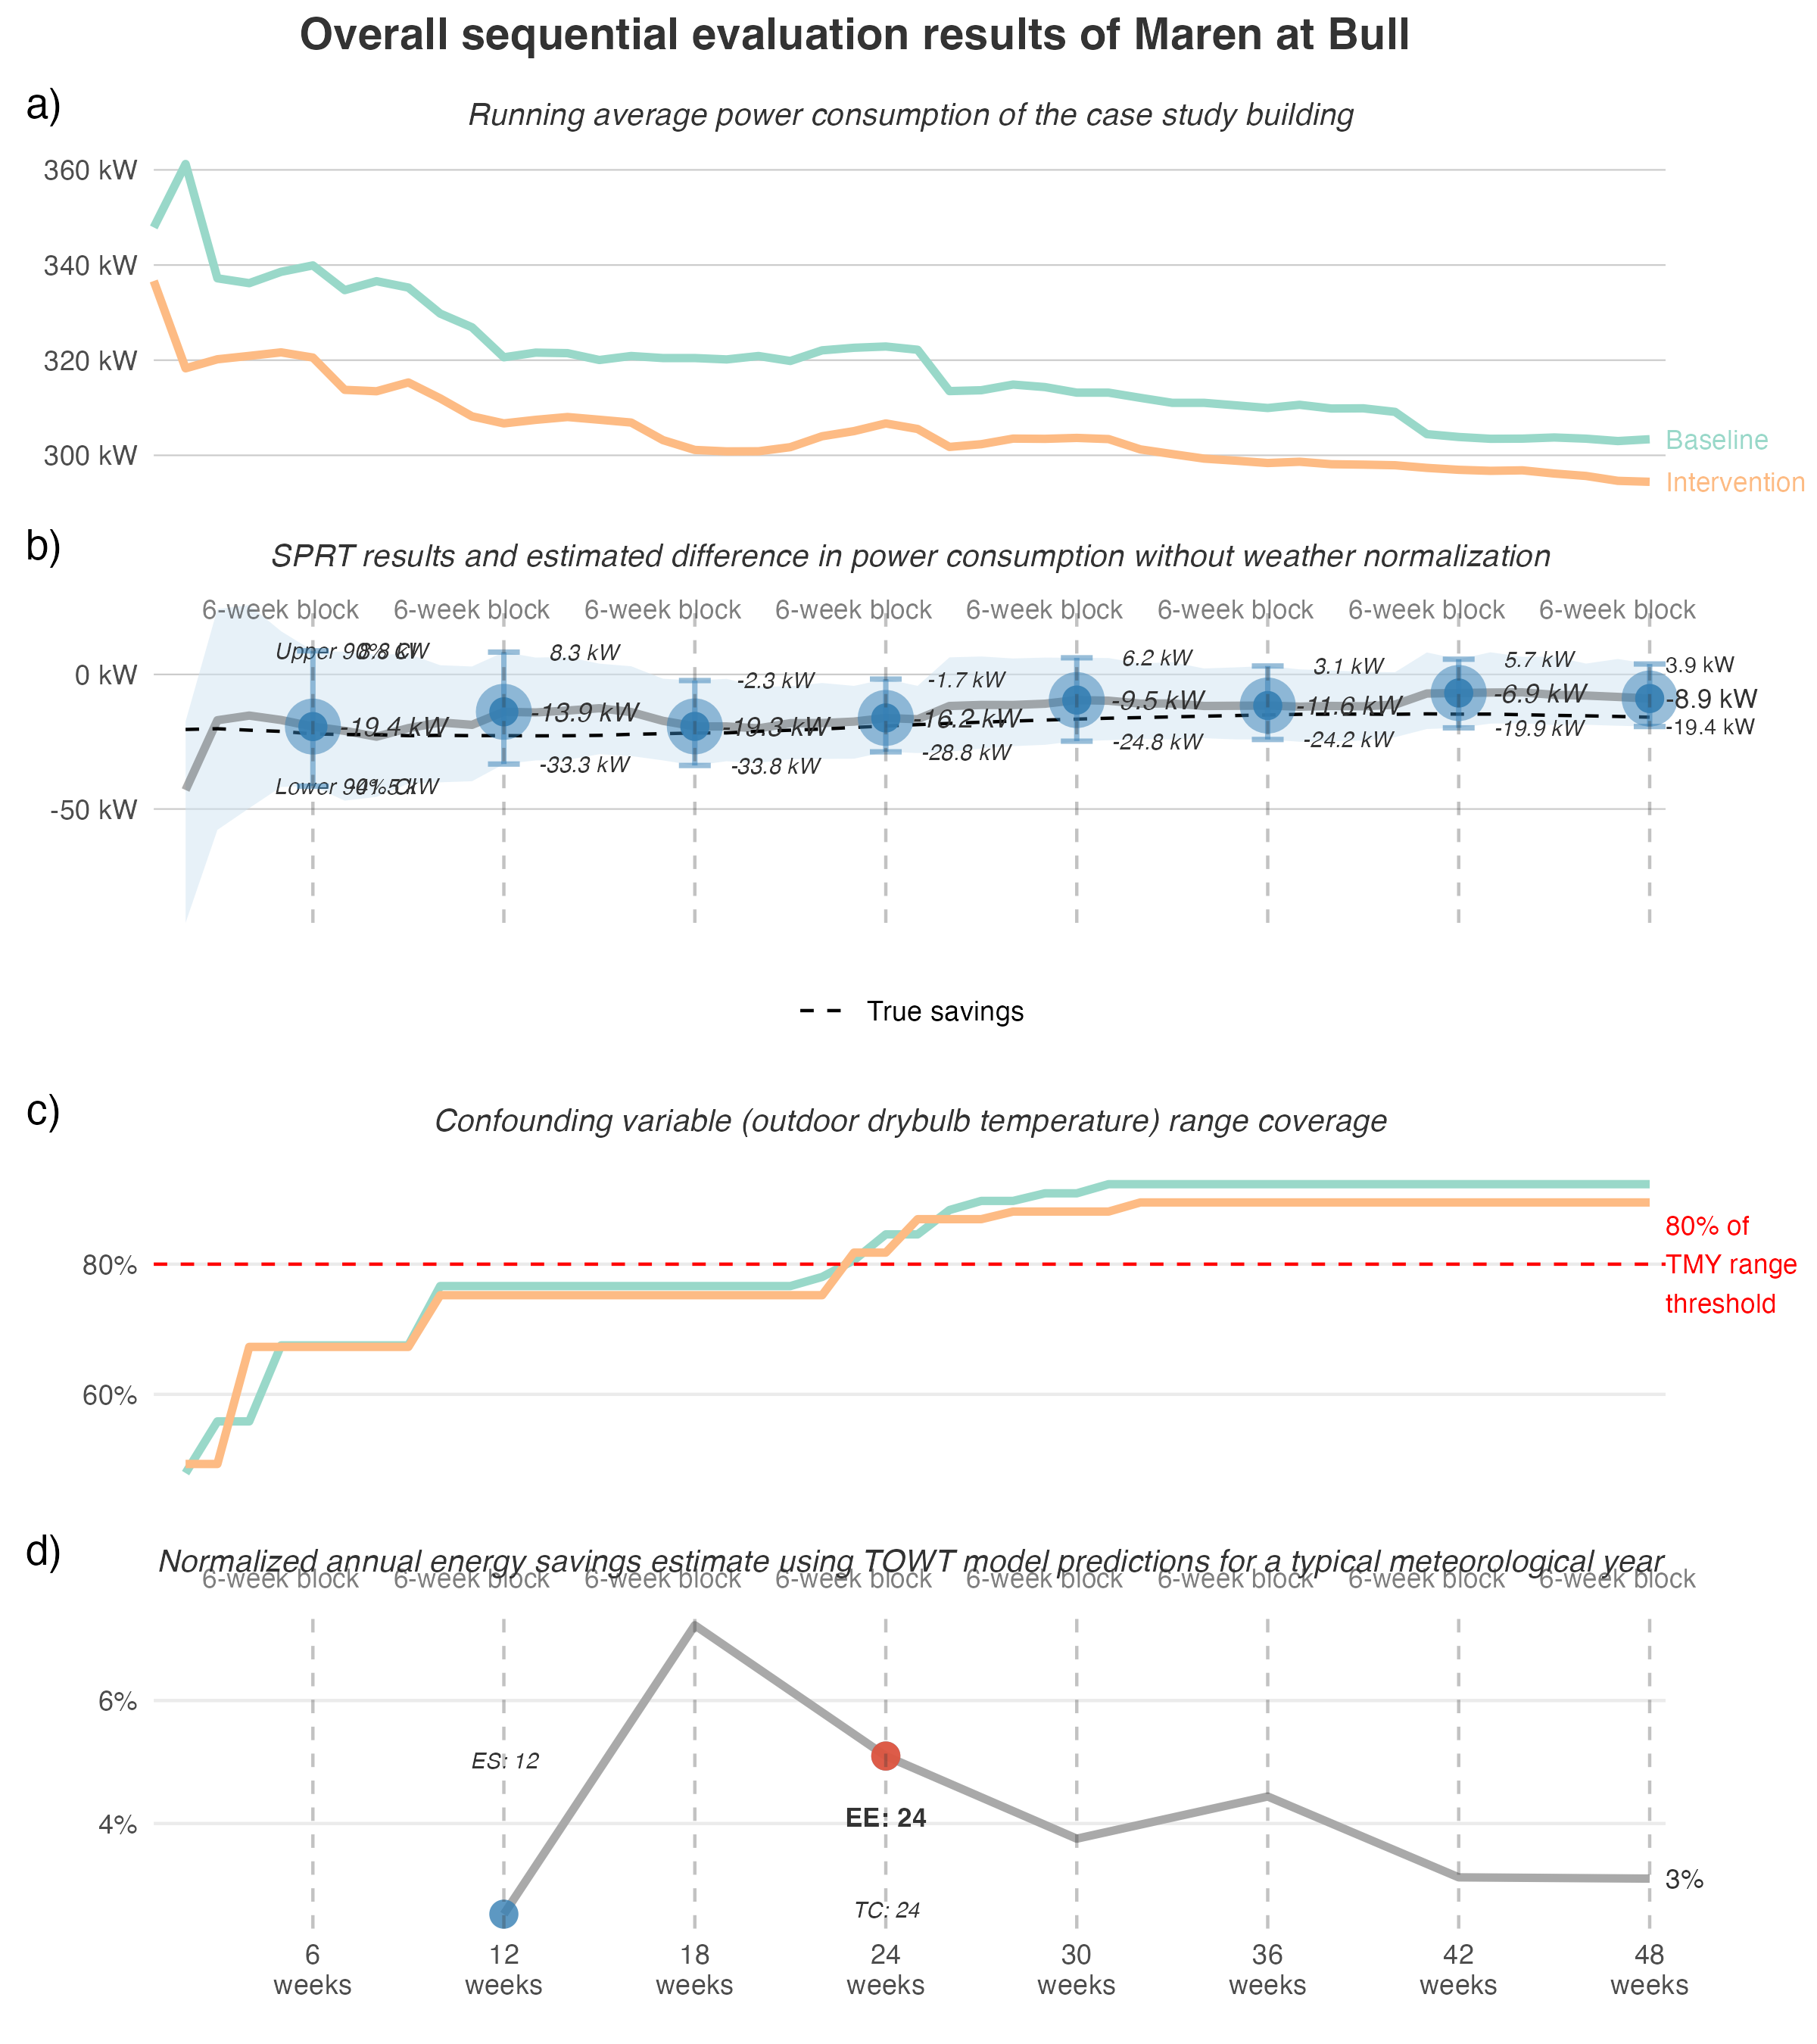 Overall sequential evaluation results of Maren at Bull
a)
Running average power consumption of the case study building
360 kW
340 kW
320 kW
300 kW
Baseline
Intervention
b)
SPRT results and estimated difference in power consumption without weather normalization
6-week block 6-week block 6-week block 6-week block 6-week block 6-week block 6-week block 6-week block
Upper 90% CI 8.8 kW 8.3 kW -2.3 kW -1.7 kW 6.2 kW 3.1 kW 5.7 kW 3.9 kW
0 kW
-19.4 kW -13.9 kW -19.3 kW -16.2 kW -9.5 kW -11.6 kW -6.9 kW -8.9 kW
Lower 90% CI -33.3 kW -33.8 kW -28.8 kW -24.8 kW -24.2 kW -19.9 kW -19.4 kW
-50 kW
True savings
c)
Confounding variable (outdoor drybulb temperature) range coverage
80%
60%
80% of
TMY range
threshold
d)
Normalized annual energy savings estimate using TOWT model predictions for a typical meteorological year
6-week block 6-week block 6-week block 6-week block 6-week block 6-week block 6-week block 6-week block
6%
4%
ES: 12
EE: 24
TC: 24
3%
6 12 18 24 30 36 42 48
weeks weeks weeks weeks weeks weeks weeks weeks